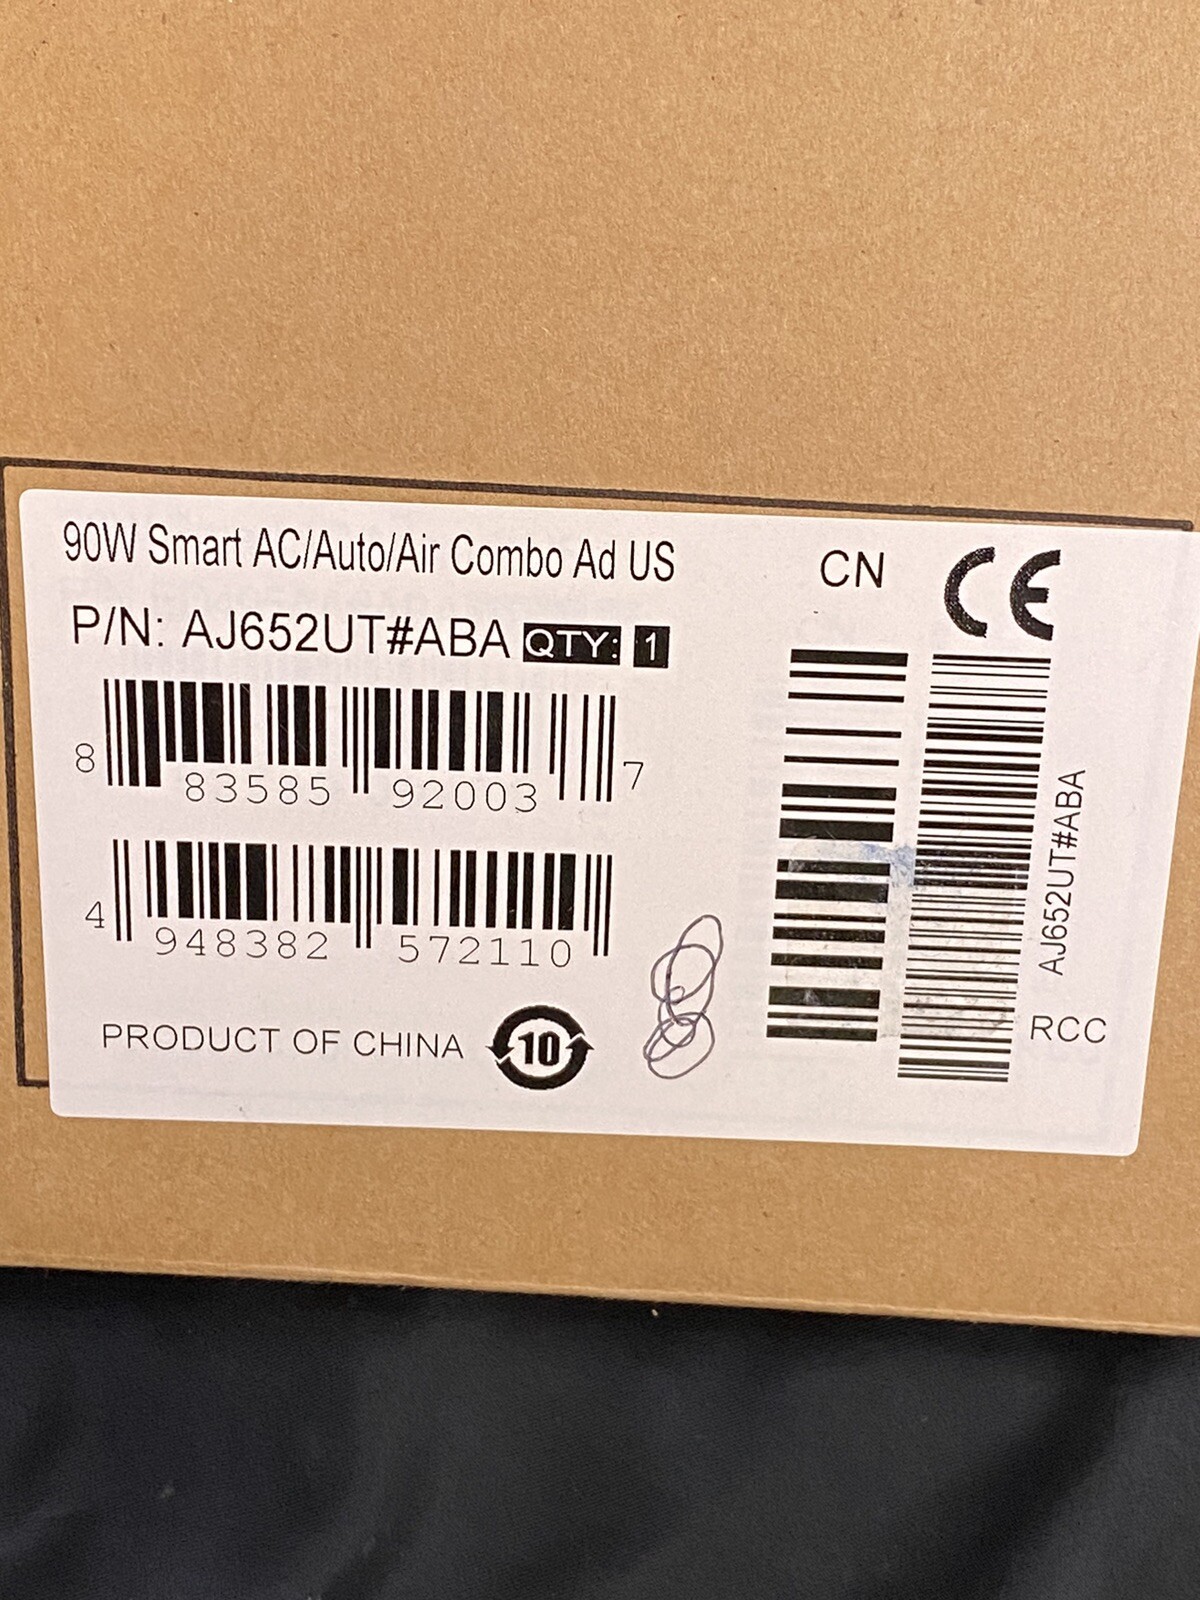 90W Smart AC/Auto/Air Combo Ad US
P/N: AJ652UT#ABA QTY: 1
8 83585 92003 7
4 948382 572110
PRODUCT OF CHINA 10
CN CE
AJ652UT#ABA
RCC